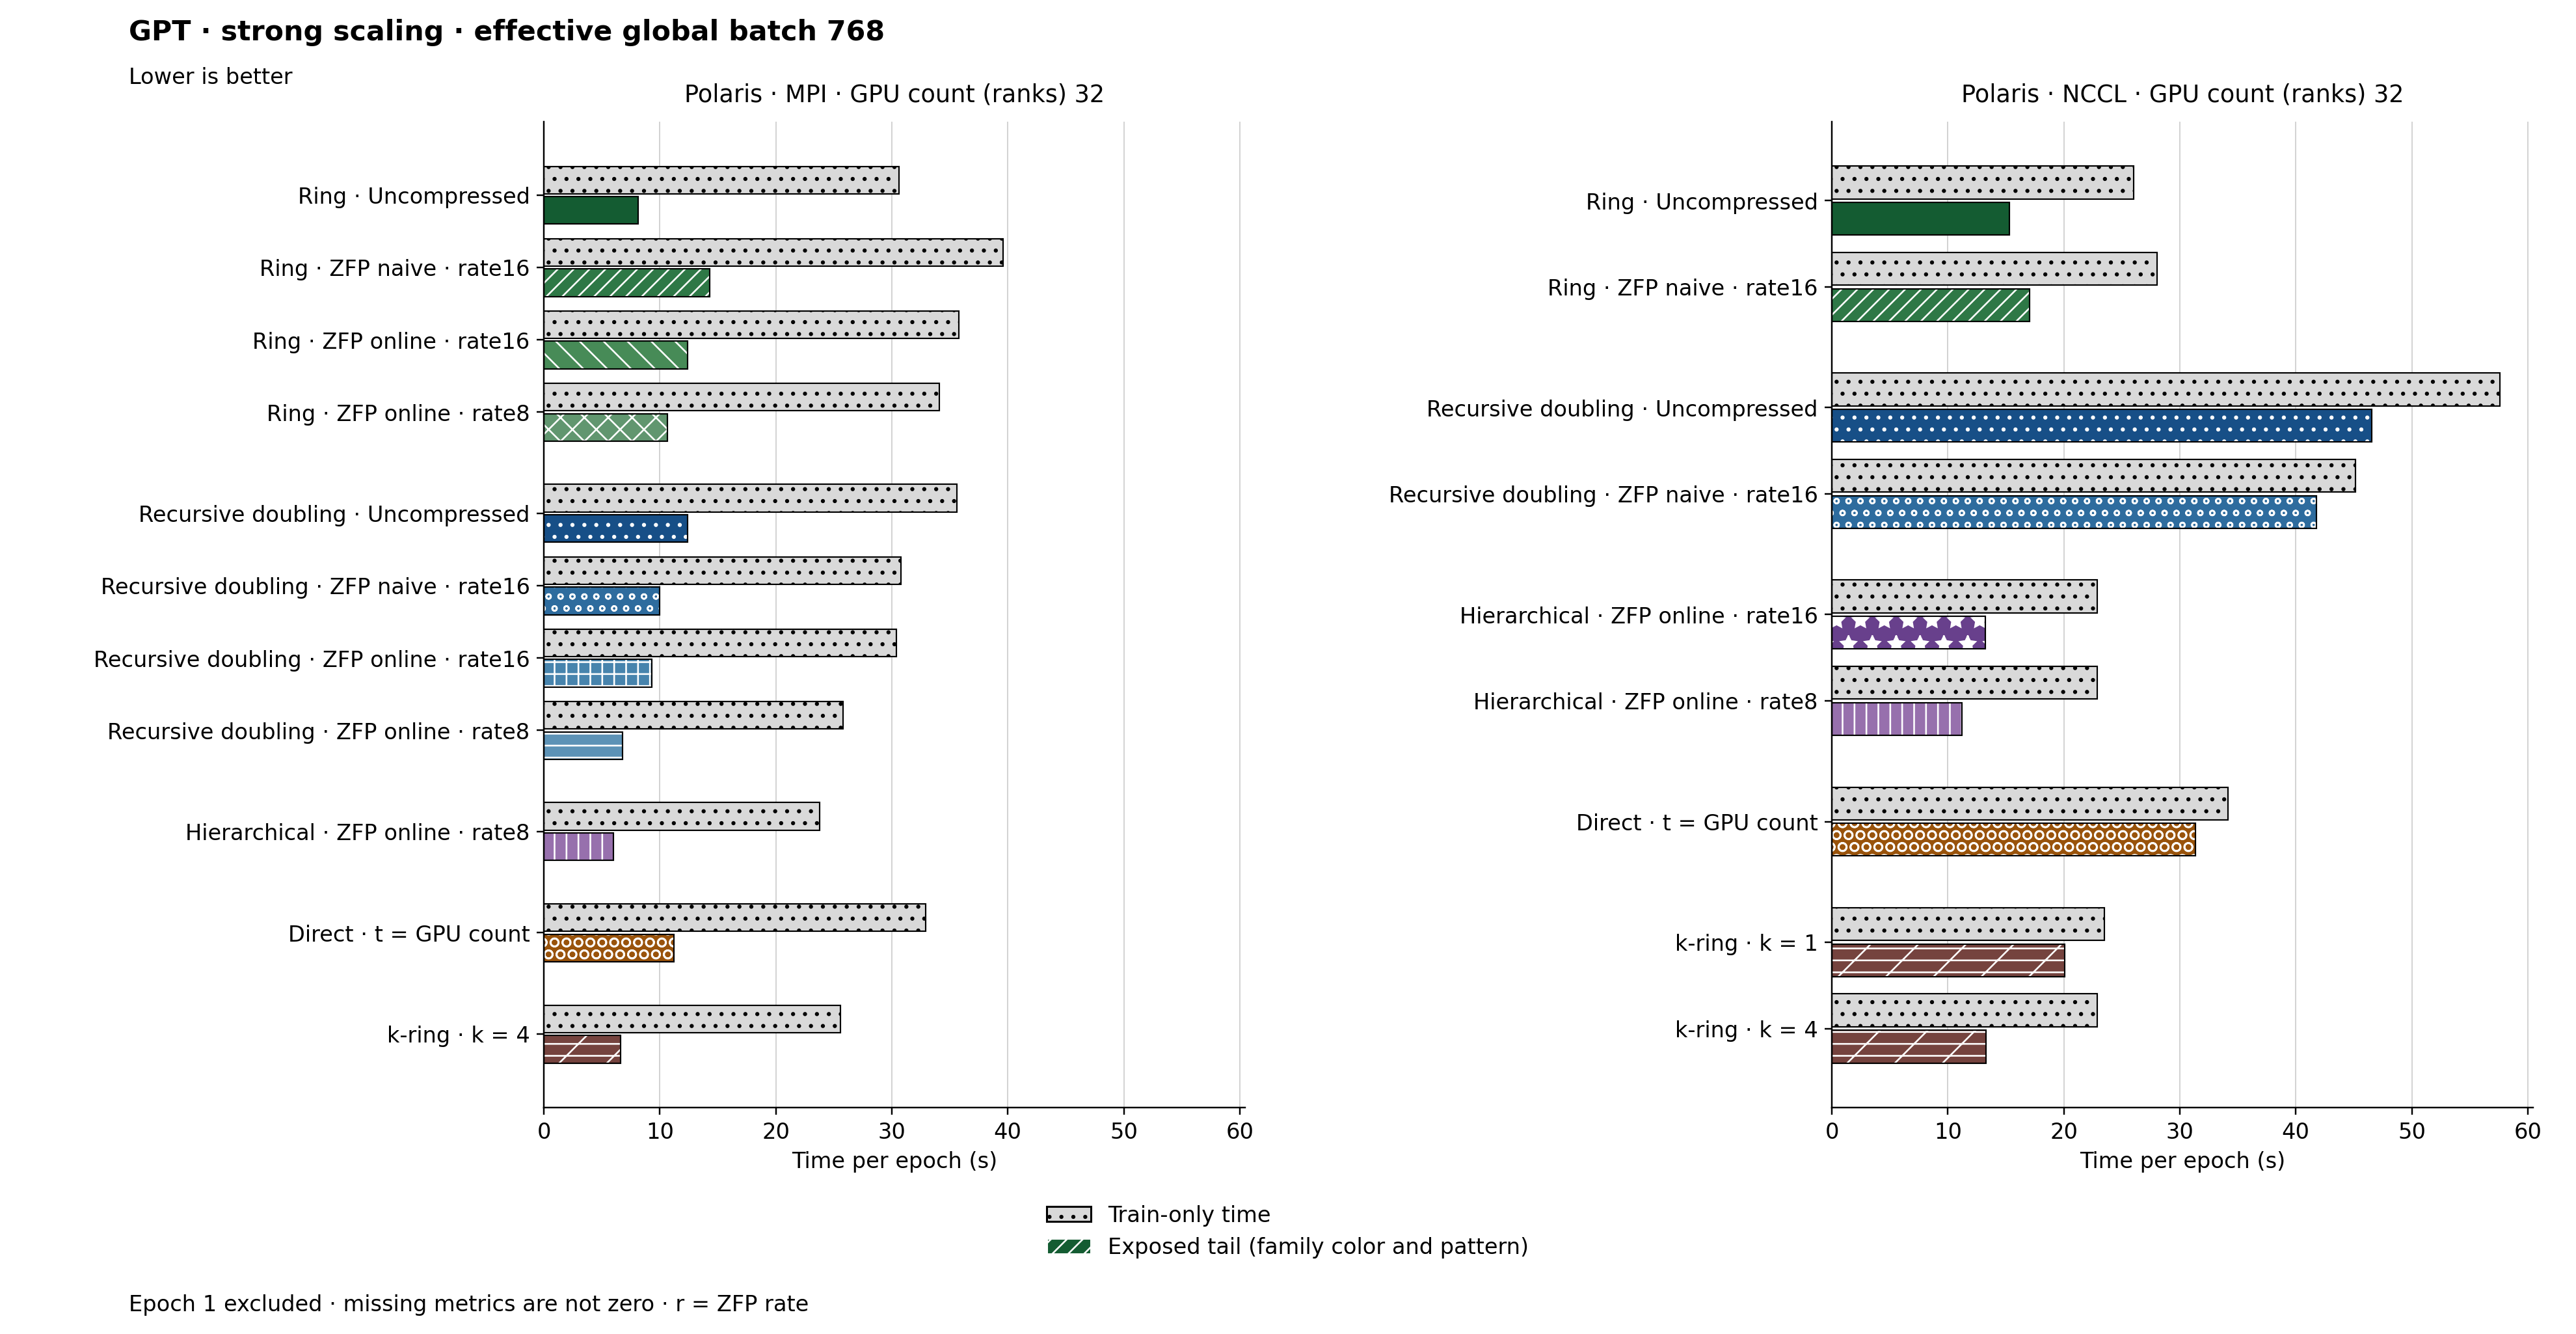 GPT · strong scaling · effective global batch 768
Lower is better
Polaris · MPI · GPU count (ranks) 32
Ring · Uncompressed
Ring · ZFP naive · rate16
Ring · ZFP online · rate16
Ring · ZFP online · rate8
Recursive doubling · Uncompressed
Recursive doubling · ZFP naive · rate16
Recursive doubling · ZFP online · rate16
Recursive doubling · ZFP online · rate8
Hierarchical · ZFP online · rate8
Direct · t = GPU count
k-ring · k = 4
0 10 20 30 40 50 60
Time per epoch (s)
Polaris · NCCL · GPU count (ranks) 32
Ring · Uncompressed
Ring · ZFP naive · rate16
Recursive doubling · Uncompressed
Recursive doubling · ZFP naive · rate16
Hierarchical · ZFP online · rate16
Hierarchical · ZFP online · rate8
Direct · t = GPU count
k-ring · k = 1
k-ring · k = 4
0 10 20 30 40 50 60
Time per epoch (s)
Train-only time
Exposed tail (family color and pattern)
Epoch 1 excluded · missing metrics are not zero · r = ZFP rate